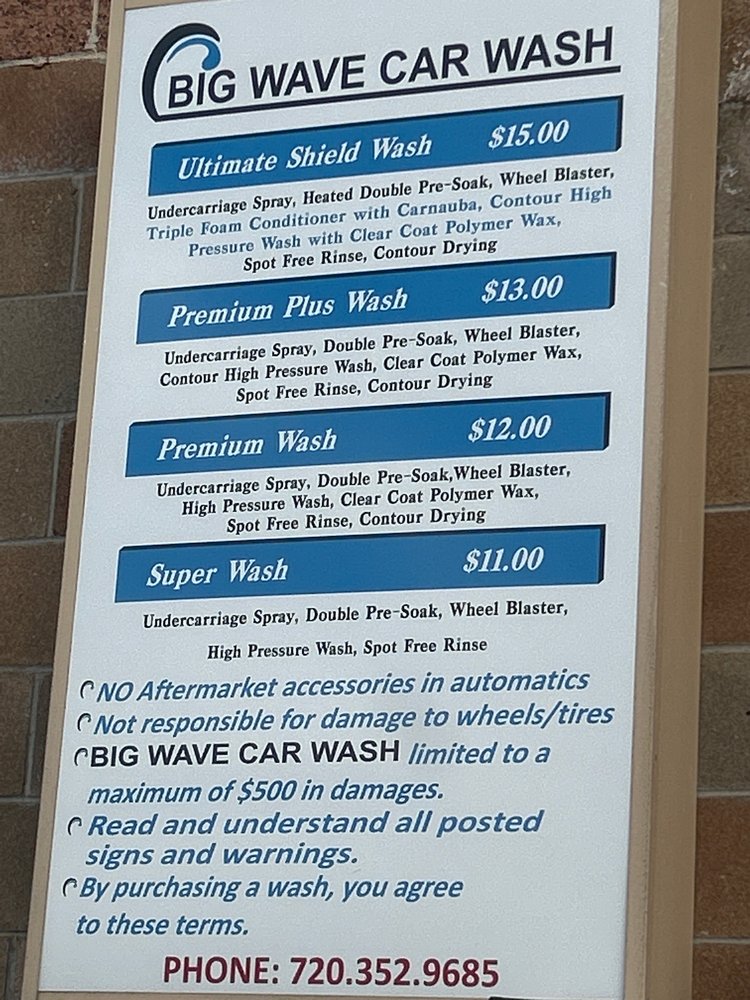 BIG WAVE CAR WASH
Ultimate Shield Wash $15.00
Undercarriage Spray, Heated Double Pre-Soak, Wheel Blaster,
Triple Foam Conditioner with Carnauba, Contour High
Pressure Wash with Clear Coat Polymer Wax,
Spot Free Rinse, Contour Drying
Premium Plus Wash $13.00
Undercarriage Spray, Double Pre-Soak, Wheel Blaster,
Contour High Pressure Wash, Clear Coat Polymer Wax,
Spot Free Rinse, Contour Drying
Premium Wash $12.00
Undercarriage Spray, Double Pre-Soak,Wheel Blaster,
High Pressure Wash, Clear Coat Polymer Wax,
Spot Free Rinse, Contour Drying
Super Wash $11.00
Undercarriage Spray, Double Pre-Soak, Wheel Blaster,
High Pressure Wash, Spot Free Rinse
NO Aftermarket accessories in automatics
Not responsible for damage to wheels/tires
BIG WAVE CAR WASH limited to a
maximum of $500 in damages.
Read and understand all posted
signs and warnings.
By purchasing a wash, you agree
to these terms.
PHONE: 720.352.9685